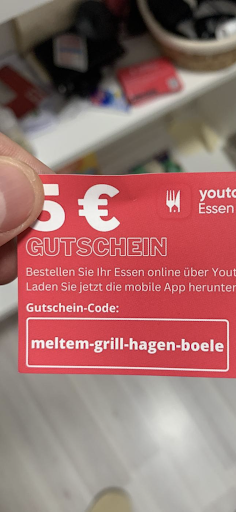 5 €
youto
Essen
GUTSCHEIN
Bestellen Sie Ihr Essen online über Yout
Laden Sie jetzt die mobile App herunter
Gutschein-Code:
meltem-grill-hagen-boele